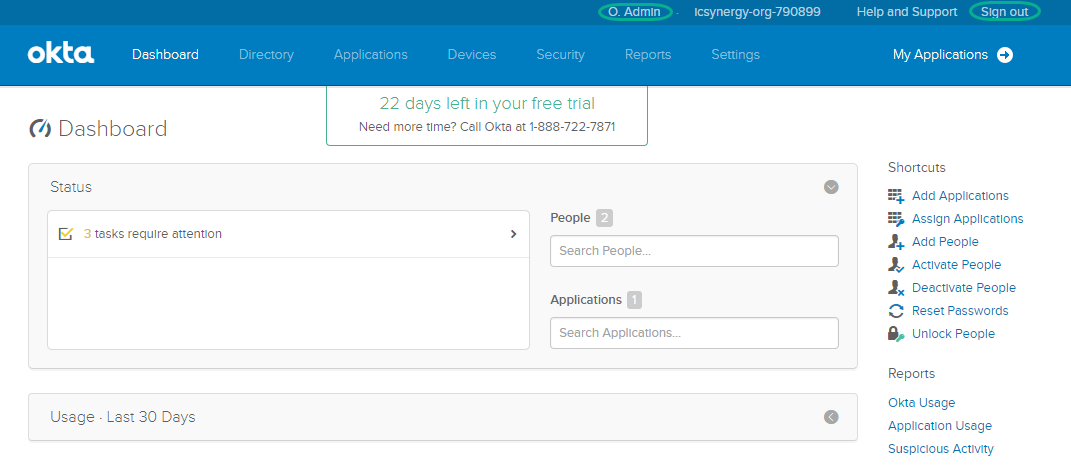 O. Admin · icsynergy-org-790899 Help and Support Sign out
okta Dashboard Directory Applications Devices Security Reports Settings My Applications
22 days left in your free trial
Need more time? Call Okta at 1-888-722-7871
Dashboard
Status
3 tasks require attention
People 2
Search People...
Applications 1
Search Applications...
Usage · Last 30 Days
Shortcuts
Add Applications
Assign Applications
Add People
Activate People
Deactivate People
Reset Passwords
Unlock People
Reports
Okta Usage
Application Usage
Suspicious Activity